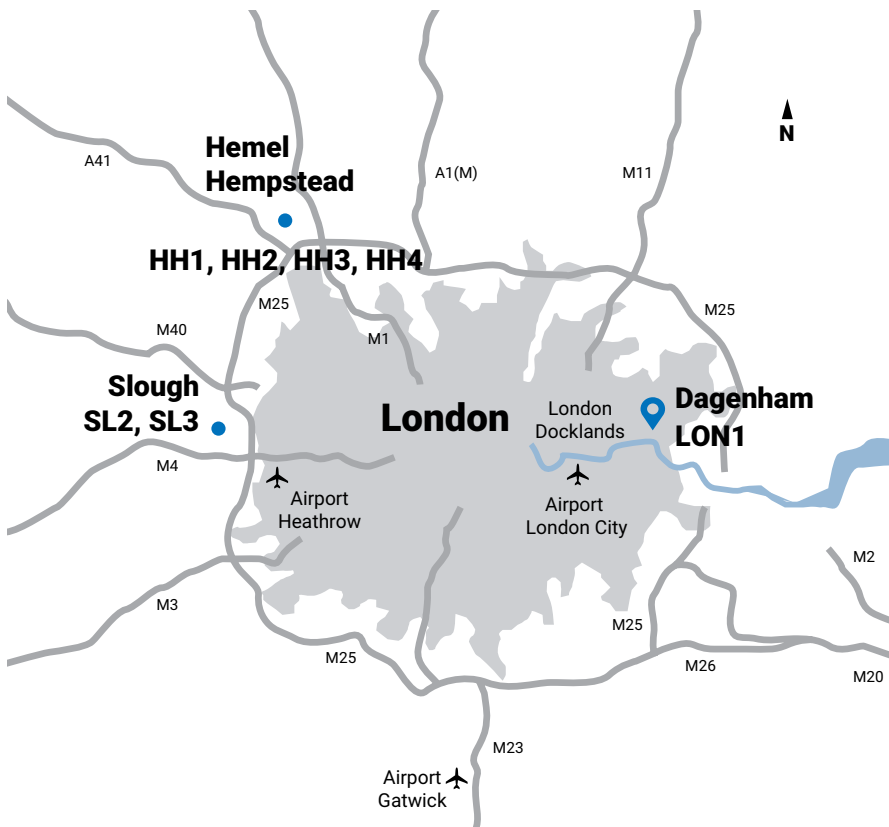 N
Hemel
Hempstead
A41
A1(M)
M11
HH1, HH2, HH3, HH4
M25
M25
M40
M1
Slough
SL2, SL3
London
London
Docklands
Dagenham
LON1
M4
Airport
Heathrow
Airport
London City
M2
M3
M25
M25
M26
M20
M23
Airport
Gatwick